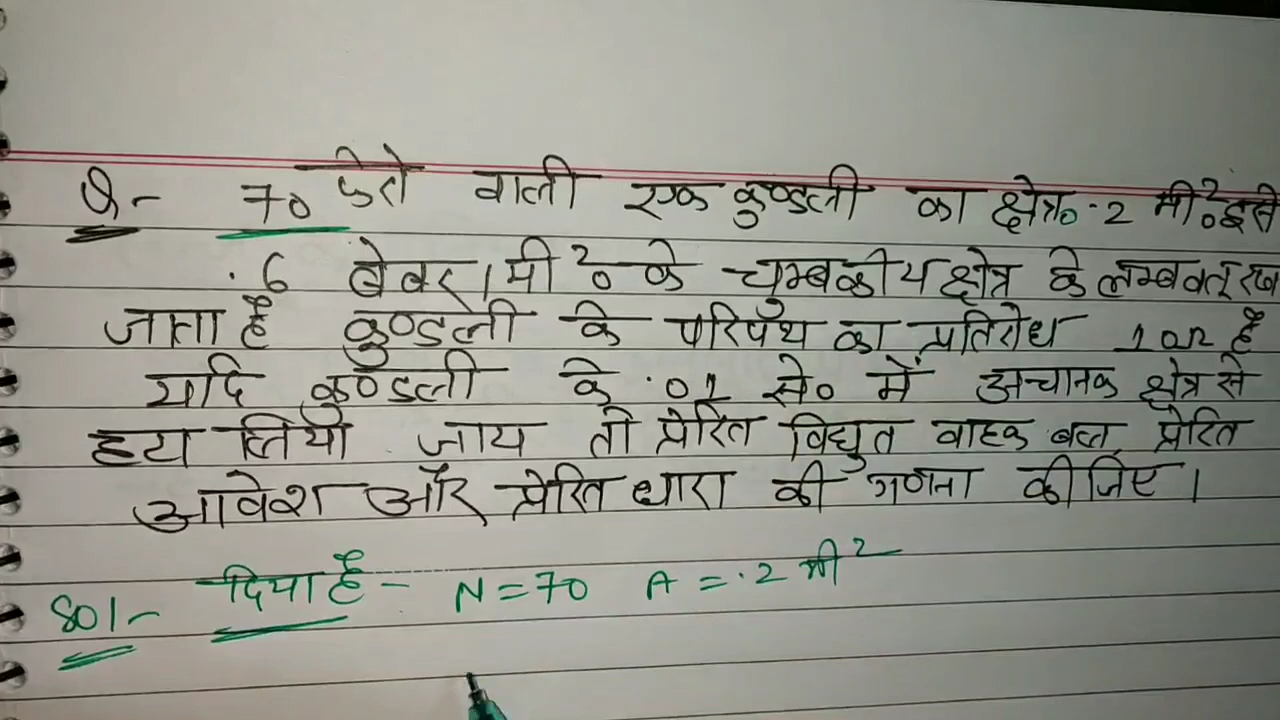 Q- 70 फेरो वाली एक कुण्डली का क्षेत्र० .2 मी०² इसे
.6 वेबर/मी०² के चुम्बकीय क्षेत्र के लम्बवत् रखा
जाता है कुण्डली के परिपथ का प्रतिरोध 10Ω है
यदि कुण्डली के .01 से० में अचानक क्षेत्र से
हटा लिया जाय तो प्रेरित विद्युत वाहक बल, प्रेरित
आवेश और प्रेरित धारा की गणना कीजिए।
Sol- दिया है- N = 70 A = .2 मी²